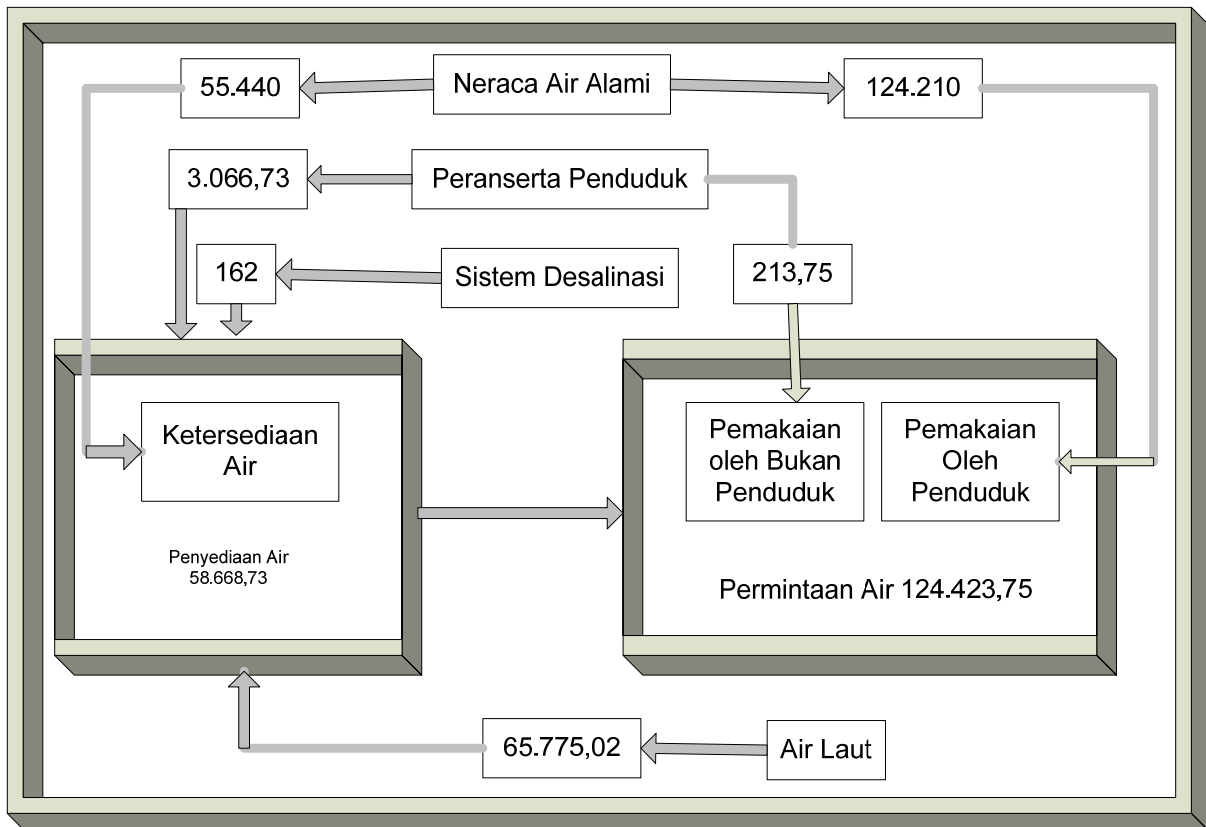 55.440
Neraca Air Alami
124.210
3.066,73
Peranserta Penduduk
162
Sistem Desalinasi
213,75
Ketersediaan
Air
Penyediaan Air
58.668,73
Pemakaian
oleh Bukan
Penduduk
Pemakaian
Oleh
Penduduk
Permintaan Air 124.423,75
65.775,02
Air Laut